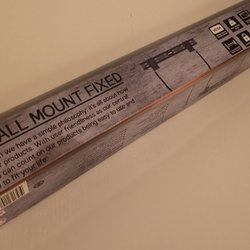 ALL MOUNT FIXED
we have a simple philosophy: it's all about how
products. With user friendliness as our central
can count on our products being easy to use and
to fit your life.